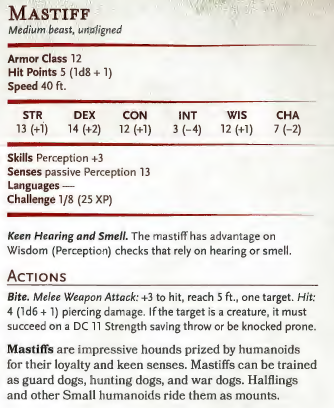 MASTIFF
Medium beast, unaligned
Armor Class 12
Hit Points 5 (1d8 + 1)
Speed 40 ft.
STR DEX CON INT WIS CHA
13 (+1) 14 (+2) 12 (+1) 3 (−4) 12 (+1) 7 (−2)
Skills Perception +3
Senses passive Perception 13
Languages —
Challenge 1/8 (25 XP)
Keen Hearing and Smell. The mastiff has advantage on
Wisdom (Perception) checks that rely on hearing or smell.
ACTIONS
Bite. Melee Weapon Attack: +3 to hit, reach 5 ft., one target. Hit:
4 (1d6 + 1) piercing damage. If the target is a creature, it must
succeed on a DC 11 Strength saving throw or be knocked prone.
Mastiffs are impressive hounds prized by humanoids
for their loyalty and keen senses. Mastiffs can be trained
as guard dogs, hunting dogs, and war dogs. Halflings
and other Small humanoids ride them as mounts.